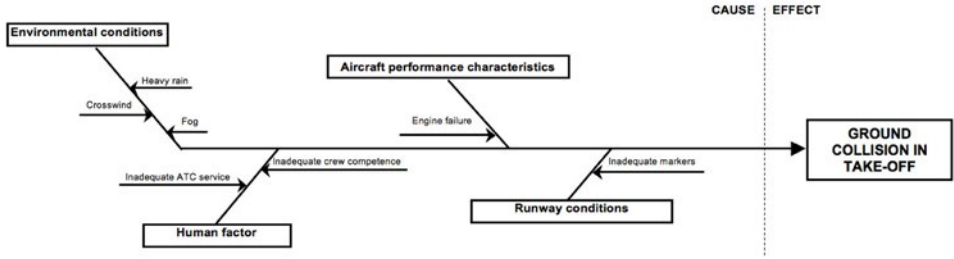 CAUSE
EFFECT
Environmental conditions
Aircraft performance characteristics
Heavy rain
Crosswind
Fog
Engine failure
GROUND
COLLISION IN
TAKE-OFF
Inadequate crew competence
Inadequate markers
Inadequate ATC service
Runway conditions
Human factor